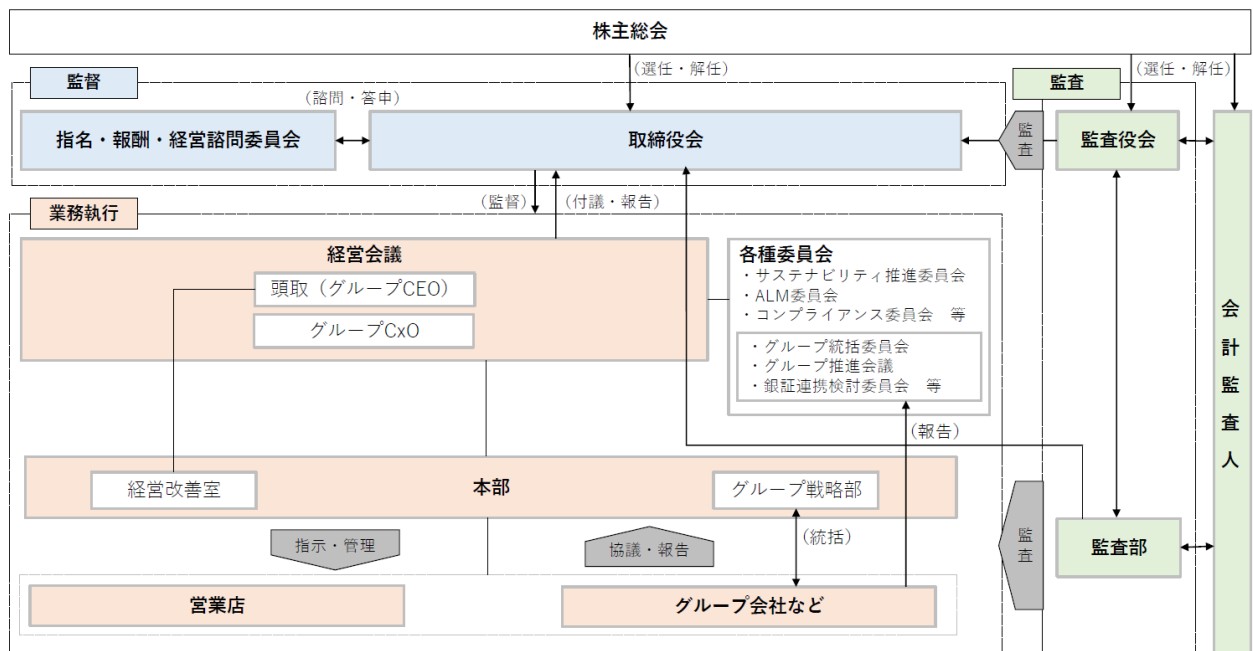 株主総会
監督
(選任・解任)
監査
(選任・解任)
(諮問・答申)
指名・報酬・経営諮問委員会
取締役会
監査
監査役会
(監督)
(付議・報告)
業務執行
経営会議
頭取（グループCEO）
グループCxO
各種委員会
・サステナビリティ推進委員会
・ALM委員会
・コンプライアンス委員会　等
・グループ統括委員会
・グループ推進会議
・銀証連携検討委員会　等
会計監査人
(報告)
経営改善室
本部
グループ戦略部
指示・管理
協議・報告
(統括)
監査
監査部
営業店
グループ会社など